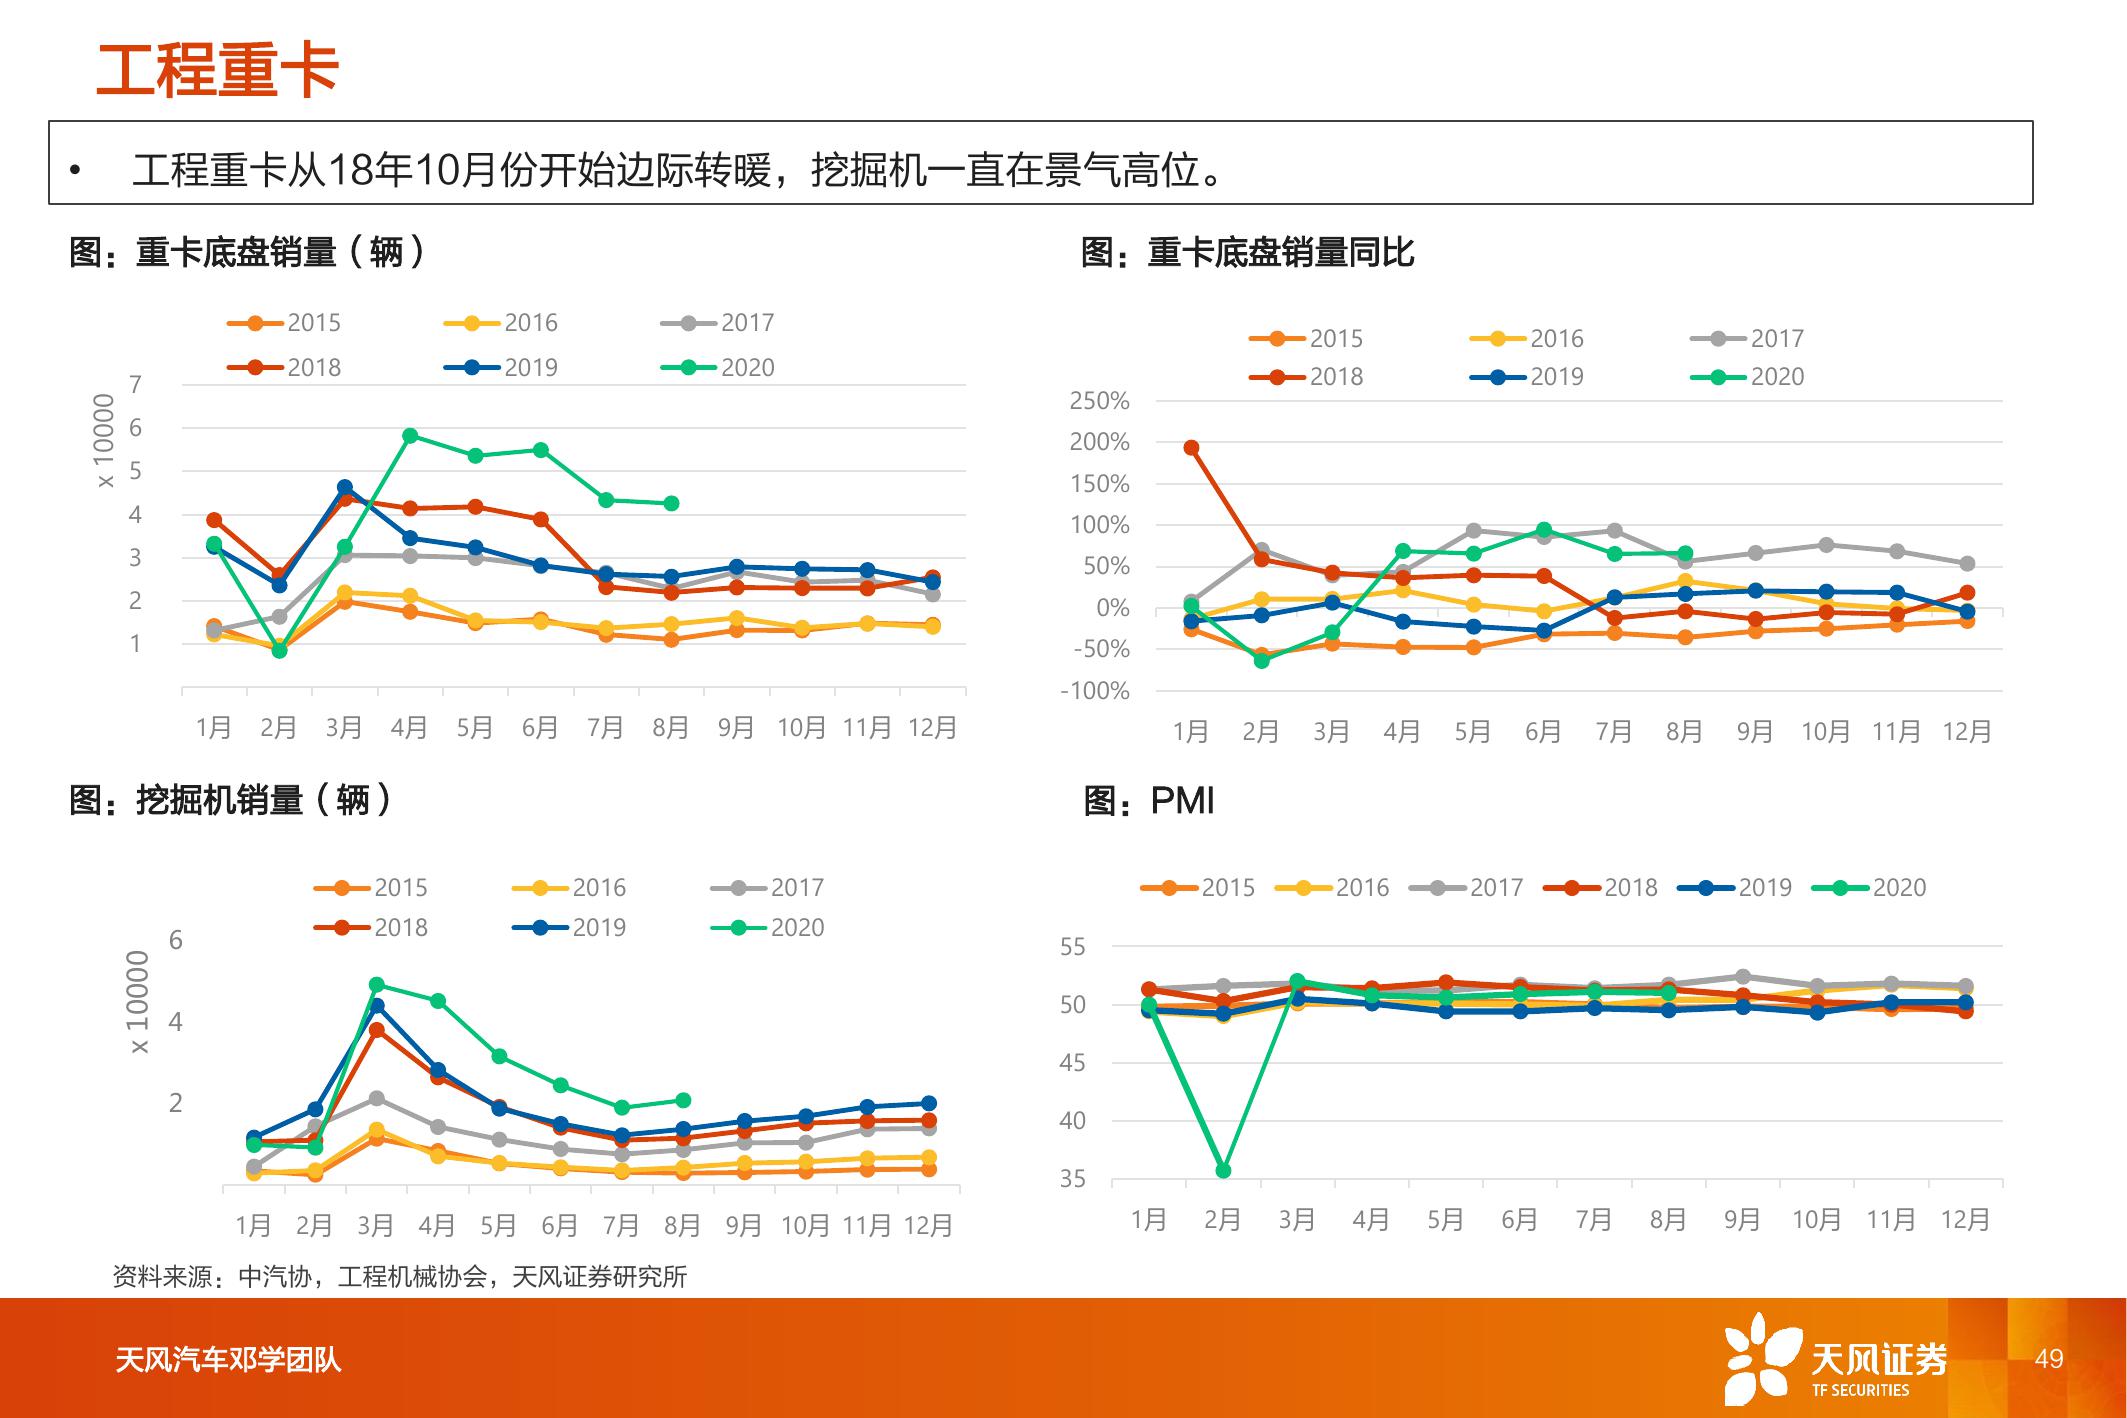 工程重卡
• 工程重卡从18年10月份开始边际转暖，挖掘机一直在景气高位。
图：重卡底盘销量（辆）
2015 2016 2017
2018 2019 2020
x 10000
7
6
5
4
3
2
1
1月 2月 3月 4月 5月 6月 7月 8月 9月 10月 11月 12月
图：重卡底盘销量同比
2015 2016 2017
2018 2019 2020
250%
200%
150%
100%
50%
0%
-50%
-100%
1月 2月 3月 4月 5月 6月 7月 8月 9月 10月 11月 12月
图：挖掘机销量（辆）
2015 2016 2017
2018 2019 2020
x 10000
6
4
2
1月 2月 3月 4月 5月 6月 7月 8月 9月 10月 11月 12月
图：PMI
2015 2016 2017 2018 2019 2020
55
50
45
40
35
1月 2月 3月 4月 5月 6月 7月 8月 9月 10月 11月 12月
资料来源：中汽协，工程机械协会，天风证券研究所
天风汽车邓学团队
天风证券
TF SECURITIES
49